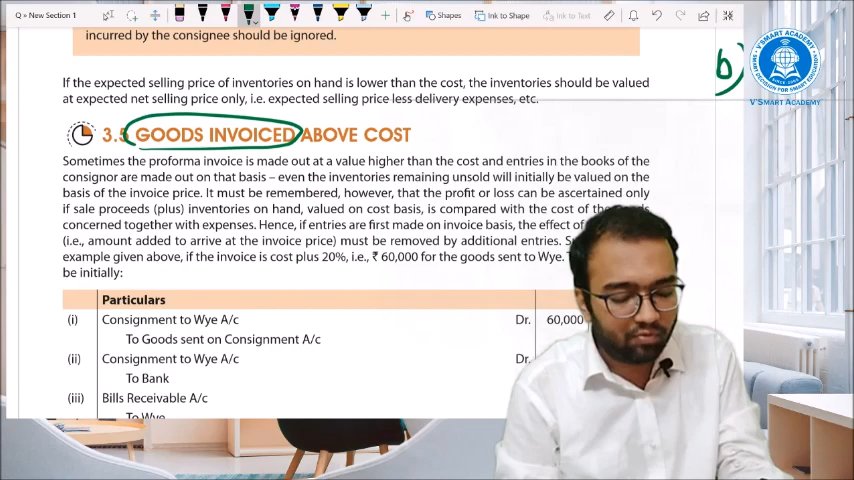 Q » New Section 1
Shapes
Ink to Shape
Ink to Text
incurred by the consignee should be ignored.
b)
V'SMART ACADEMY
SMART DECISION FOR SMART EDUCATION
V'SMART ACADEMY
If the expected selling price of inventories on hand is lower than the cost, the inventories should be valued
at expected net selling price only, i.e. expected selling price less delivery expenses, etc.
3.5 GOODS INVOICED ABOVE COST
Sometimes the proforma invoice is made out at a value higher than the cost and entries in the books of the
consignor are made out on that basis – even the inventories remaining unsold will initially be valued on the
basis of the invoice price. It must be remembered, however, that the profit or loss can be ascertained only
if sale proceeds (plus) inventories on hand, valued on cost basis, is compared with the cost of the
concerned together with expenses. Hence, if entries are first made on invoice basis, the effect of
(i.e., amount added to arrive at the invoice price) must be removed by additional entries.
example given above, if the invoice is cost plus 20%, i.e., ₹ 60,000 for the goods sent to Wye.
be initially:
Particulars
(i) Consignment to Wye A/c Dr. 60,000
To Goods sent on Consignment A/c
(ii) Consignment to Wye A/c Dr.
To Bank
(iii) Bills Receivable A/c
To Wye